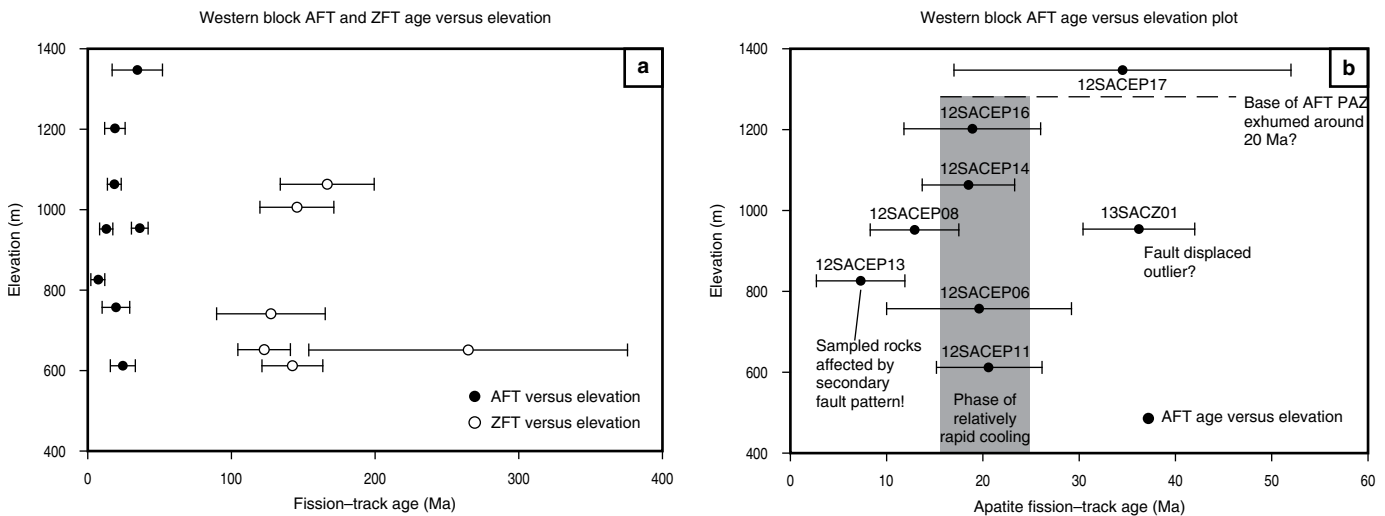 Western block AFT and ZFT age versus elevation
a
1400
1200
1000
800
600
400
Elevation (m)
0
100
200
300
400
Fission–track age (Ma)
AFT versus elevation
ZFT versus elevation
Western block AFT age versus elevation plot
b
1400
1200
1000
800
600
400
Elevation (m)
0
10
20
30
40
50
60
Apatite fission–track age (Ma)
12SACEP17
Base of AFT PAZ
exhumed around
20 Ma?
12SACEP16
12SACEP14
12SACEP08
13SACZ01
Fault displaced
outlier?
12SACEP13
12SACEP06
Sampled rocks
affected by
secondary
fault pattern!
12SACEP11
Phase of
relatively
rapid cooling
AFT age versus elevation